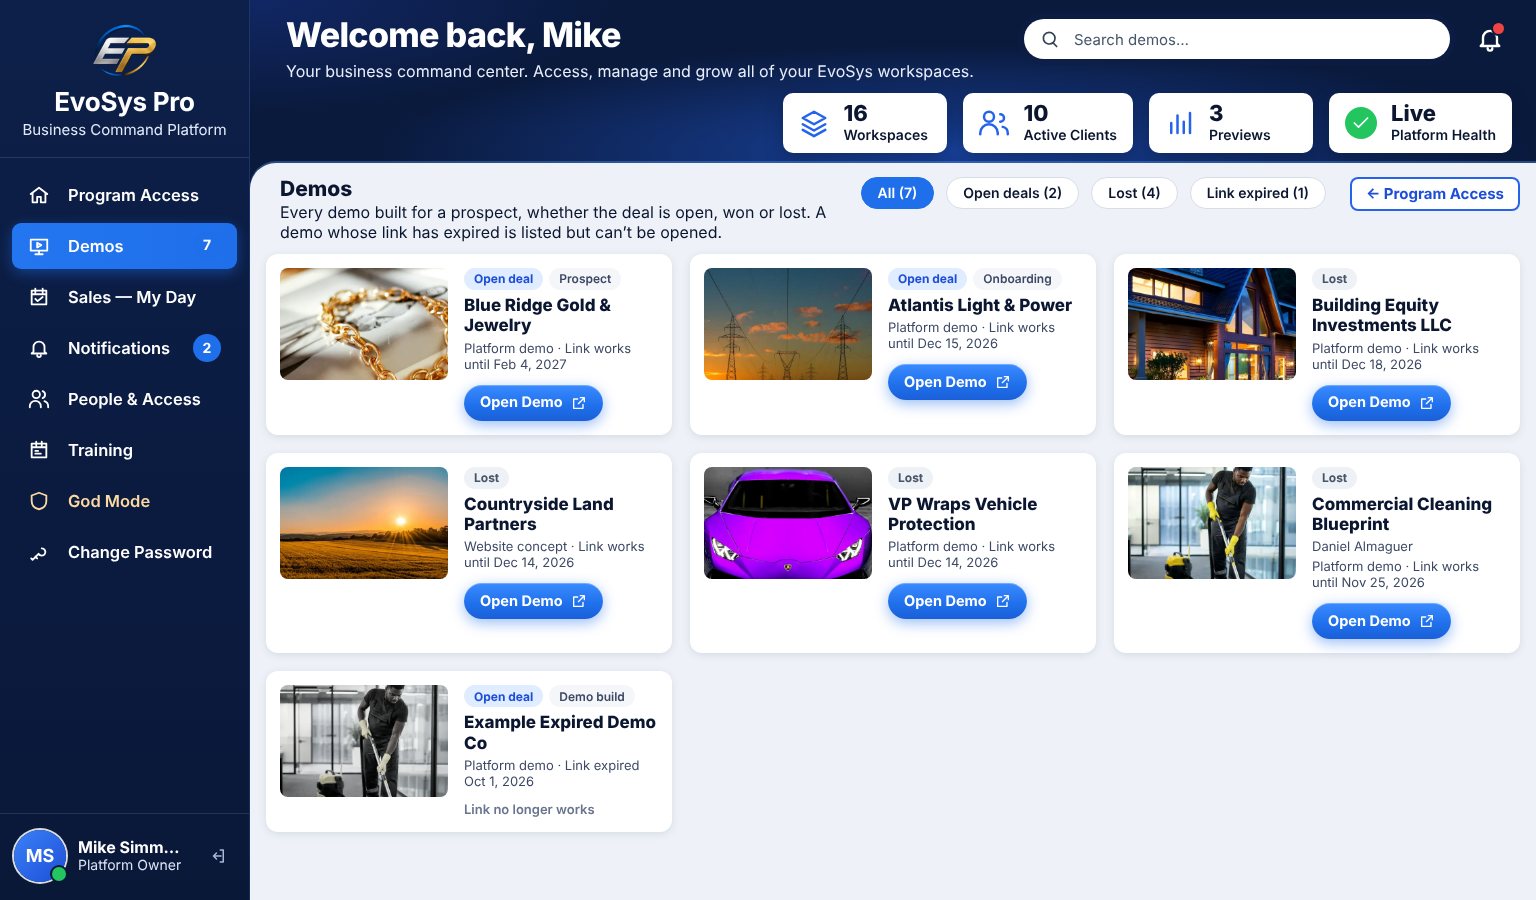 EP
EvoSys Pro
Business Command Platform
Program Access
Demos 7
Sales — My Day
Notifications 2
People & Access
Training
God Mode
Change Password
MS
Mike Simm...
Platform Owner
Welcome back, Mike
Your business command center. Access, manage and grow all of your EvoSys workspaces.
Search demos...
16
Workspaces
10
Active Clients
3
Previews
Live
Platform Health
Demos
Every demo built for a prospect, whether the deal is open, won or lost. A
demo whose link has expired is listed but can’t be opened.
All (7)
Open deals (2)
Lost (4)
Link expired (1)
← Program Access
Open deal Prospect
Blue Ridge Gold &
Jewelry
Platform demo · Link works
until Feb 4, 2027
Open Demo
Open deal Onboarding
Atlantis Light & Power
Platform demo · Link works
until Dec 15, 2026
Open Demo
Lost
Building Equity
Investments LLC
Platform demo · Link works
until Dec 18, 2026
Open Demo
Lost
Countryside Land
Partners
Website concept · Link works
until Dec 14, 2026
Open Demo
Lost
VP Wraps Vehicle
Protection
Platform demo · Link works
until Dec 14, 2026
Open Demo
Lost
Commercial Cleaning
Blueprint
Daniel Almaguer
Platform demo · Link works
until Nov 25, 2026
Open Demo
Open deal Demo build
Example Expired Demo
Co
Platform demo · Link expired
Oct 1, 2026
Link no longer works